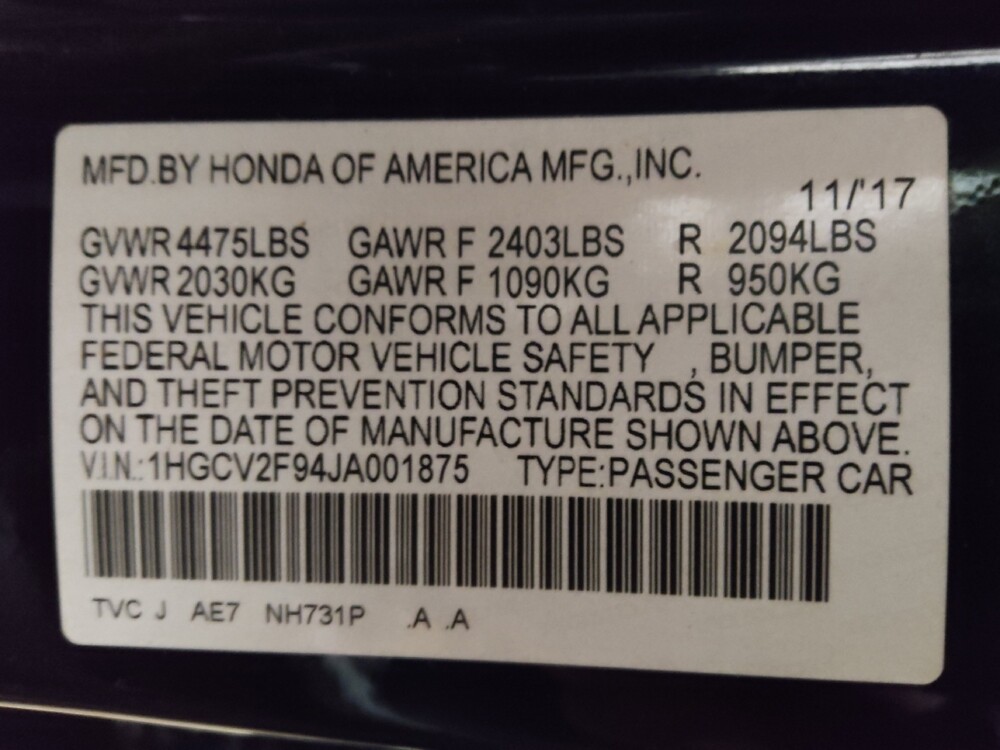 MFD.BY HONDA OF AMERICA MFG.,INC.
11/'17
GVWR 4475LBS GAWR F 2403LBS R 2094LBS
GVWR 2030KG GAWR F 1090KG R 950KG
THIS VEHICLE CONFORMS TO ALL APPLICABLE
FEDERAL MOTOR VEHICLE SAFETY , BUMPER,
AND THEFT PREVENTION STANDARDS IN EFFECT
ON THE DATE OF MANUFACTURE SHOWN ABOVE.
V.I.N.:1HGCV2F94JA001875 TYPE:PASSENGER CAR
TVC J AE7 NH731P .A .A